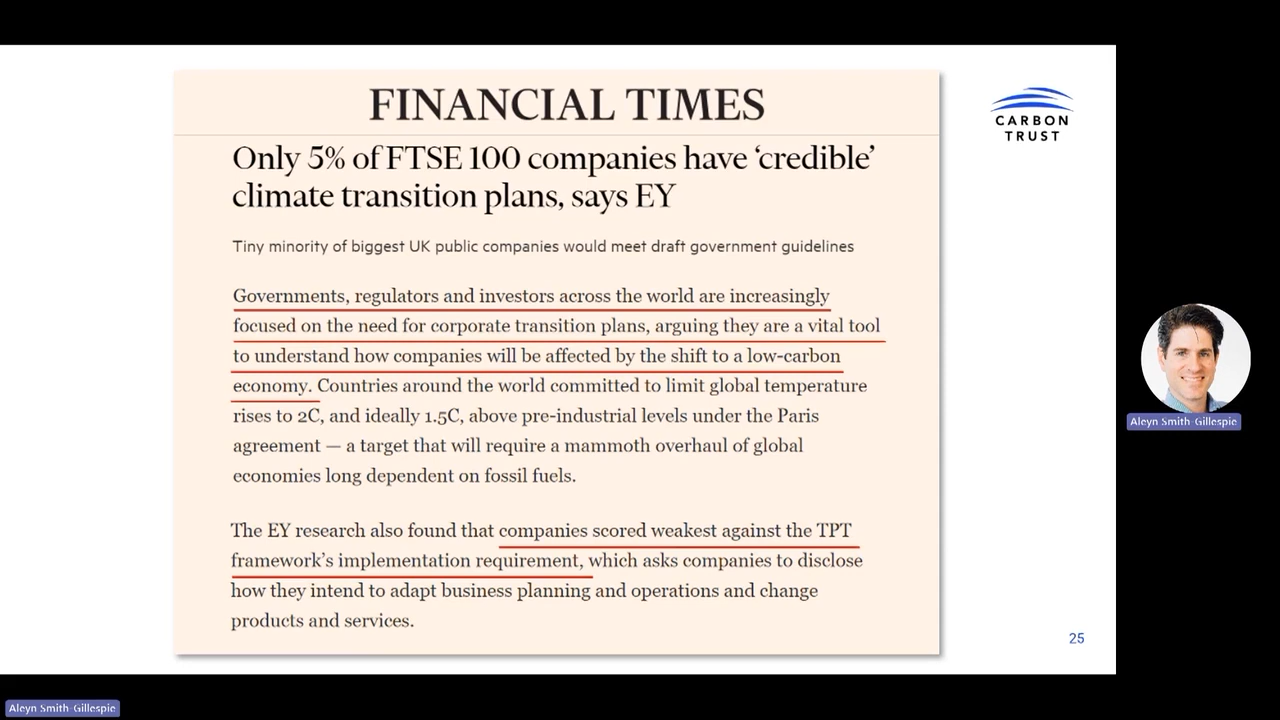 FINANCIAL TIMES
Only 5% of FTSE 100 companies have ‘credible’
climate transition plans, says EY
Tiny minority of biggest UK public companies would meet draft government guidelines
Governments, regulators and investors across the world are increasingly
focused on the need for corporate transition plans, arguing they are a vital tool
to understand how companies will be affected by the shift to a low-carbon
economy. Countries around the world committed to limit global temperature
rises to 2C, and ideally 1.5C, above pre-industrial levels under the Paris
agreement — a target that will require a mammoth overhaul of global
economies long dependent on fossil fuels.
The EY research also found that companies scored weakest against the TPT
framework’s implementation requirement, which asks companies to disclose
how they intend to adapt business planning and operations and change
products and services.
CARBON
TRUST
25
Aleyn Smith-Gillespie
Aleyn Smith-Gillespie